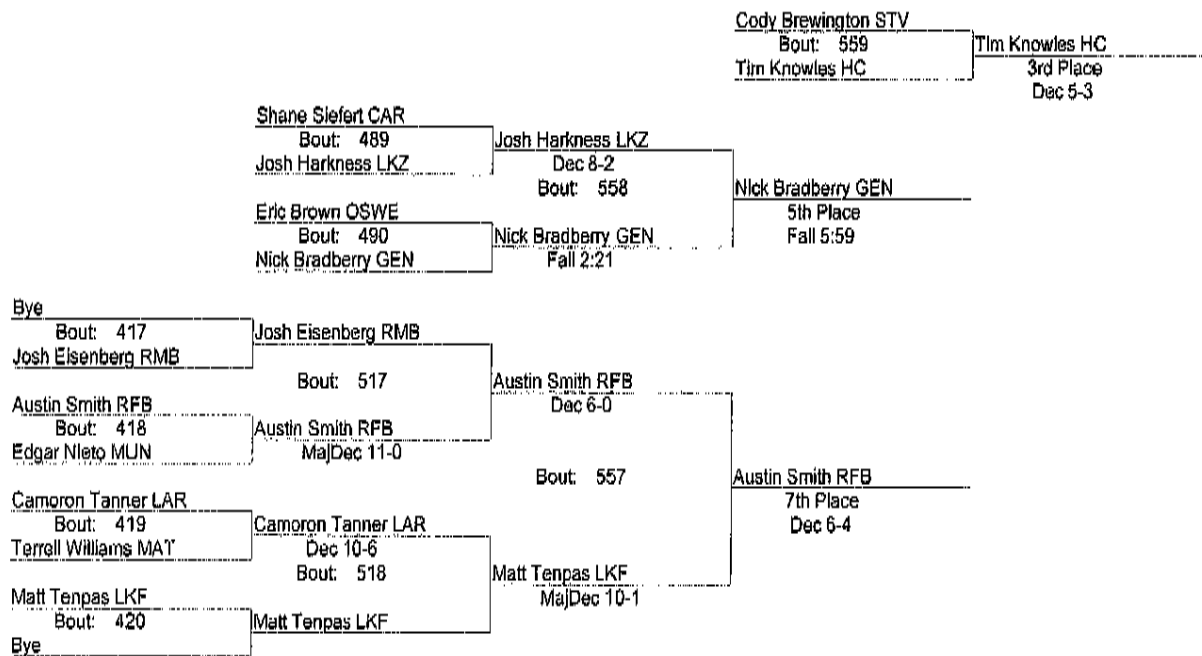 Cody Brewington STV
Bout: 559
Tim Knowles HC
Tim Knowles HC
3rd Place
Dec 5-3
Shane Siefert CAR
Bout: 489
Josh Harkness LKZ
Josh Harkness LKZ
Dec 8-2
Bout: 558
Eric Brown OSWE
Bout: 490
Nick Bradberry GEN
Nick Bradberry GEN
Fall 2:21
Nick Bradberry GEN
5th Place
Fall 5:59
Bye
Bout: 417
Josh Eisenberg RMB
Josh Eisenberg RMB
Bout: 517
Austin Smith RFB
Bout: 418
Edgar Nieto MUN
Austin Smith RFB
MajDec 11-0
Austin Smith RFB
Dec 6-0
Bout: 557
Camoron Tanner LAR
Bout: 419
Terrell Williams MAT
Camoron Tanner LAR
Dec 10-6
Bout: 518
Matt Tenpas LKF
Bout: 420
Bye
Matt Tenpas LKF
Matt Tenpas LKF
MajDec 10-1
Austin Smith RFB
7th Place
Dec 6-4